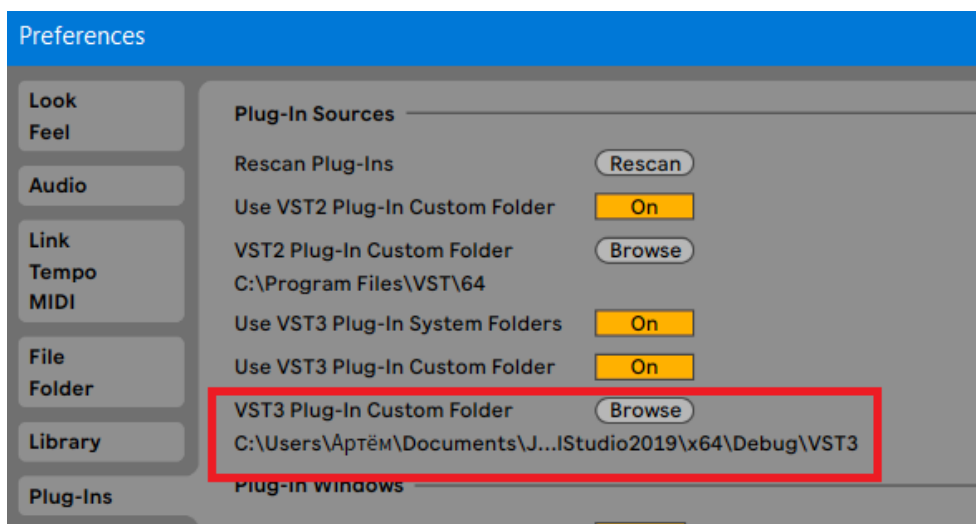 Preferences
Look
Feel
Audio
Link
Tempo
MIDI
File
Folder
Library
Plug-Ins
Plug-In Sources
Rescan Plug-Ins Rescan
Use VST2 Plug-In Custom Folder On
VST2 Plug-In Custom Folder Browse
C:\Program Files\VST\64
Use VST3 Plug-In System Folders On
Use VST3 Plug-In Custom Folder On
VST3 Plug-In Custom Folder Browse
C:\Users\Артём\Documents\J...lStudio2019\x64\Debug\VST3
Plug-In Windows